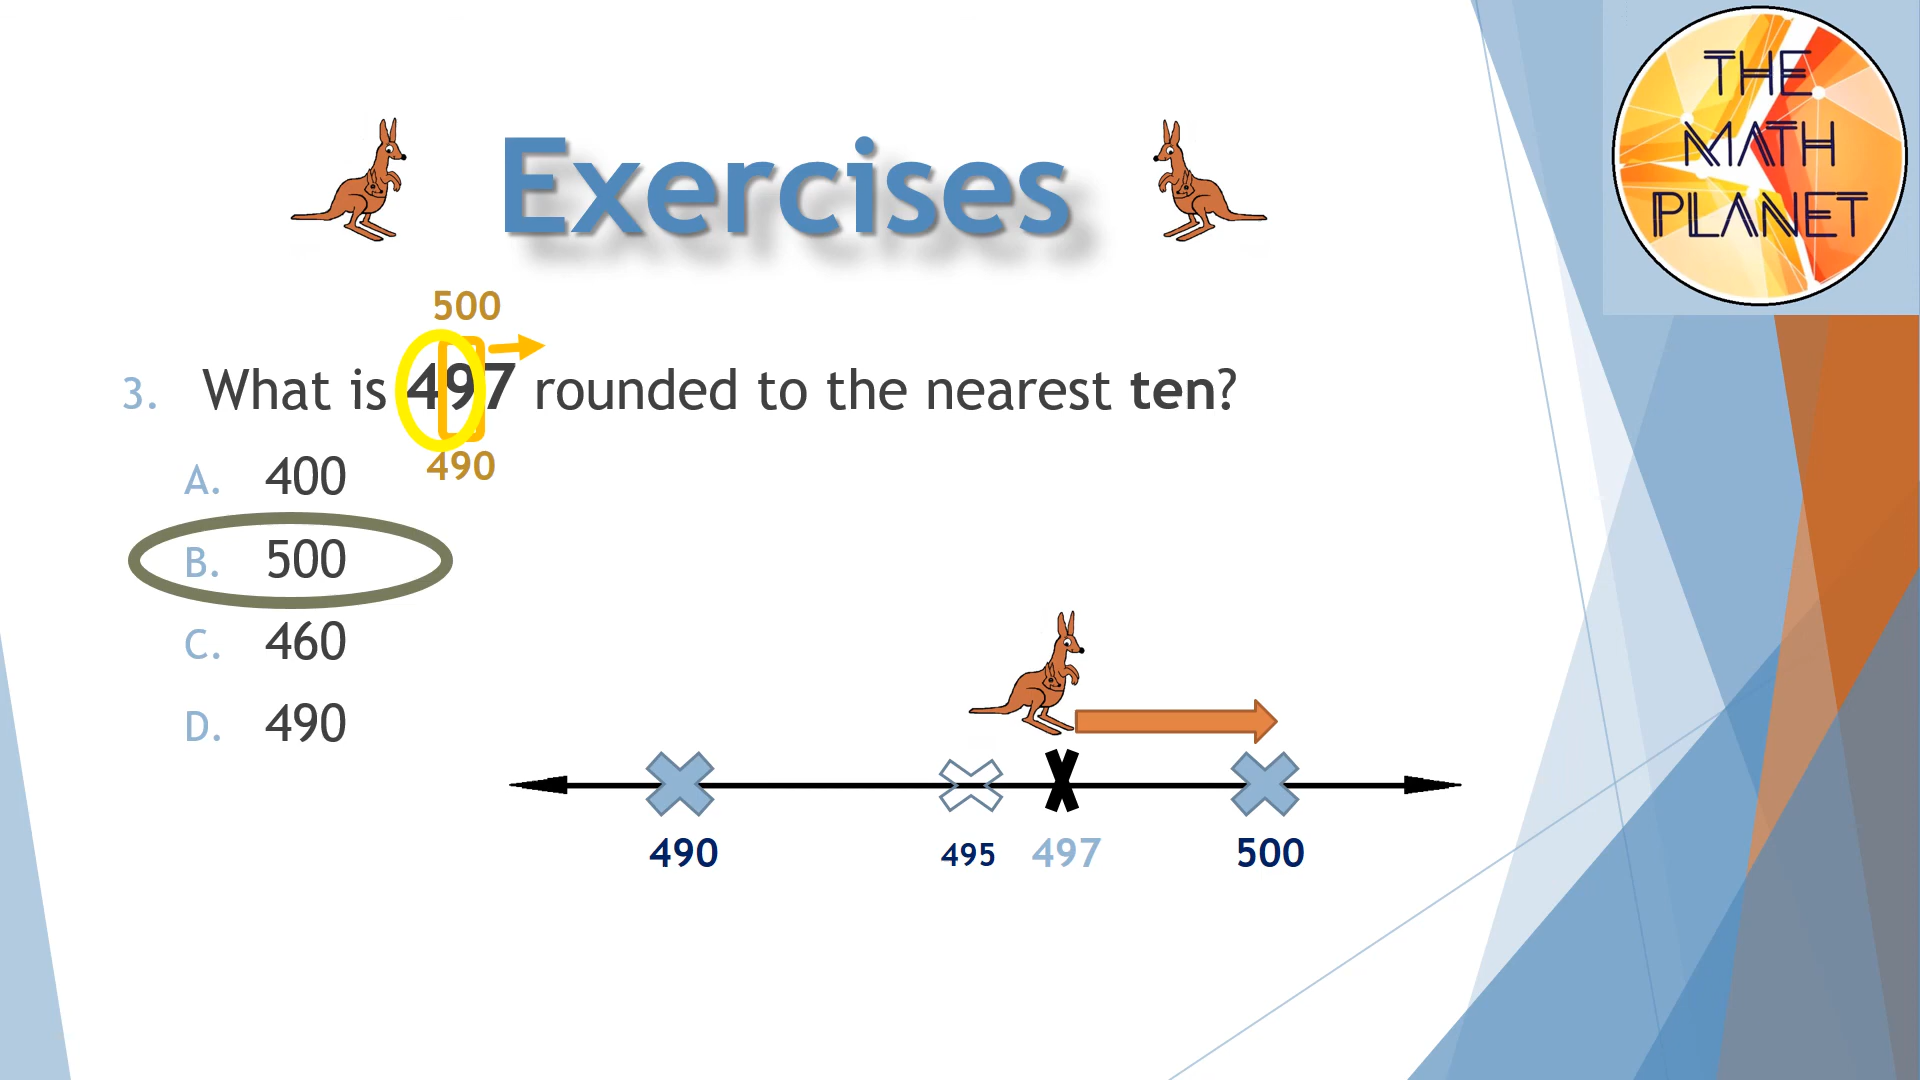 THE
MATH
PLANET
Exercises
500
3. What is 497 rounded to the nearest ten?
490
A. 400
B. 500
C. 460
D. 490
490 495 497 500